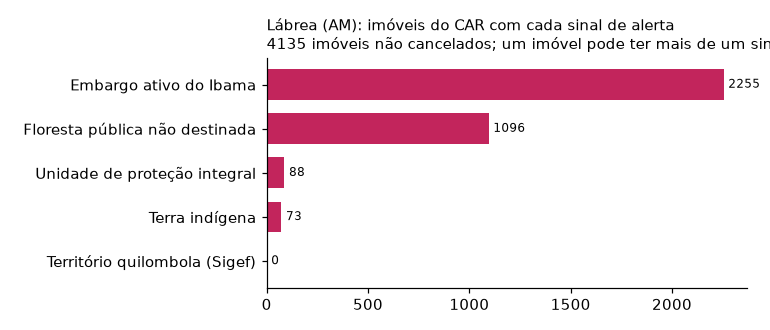 Lábrea (AM): imóveis do CAR com cada sinal de alerta
4135 imóveis não cancelados; um imóvel pode ter mais de um
Embargo ativo do Ibama
2255
Floresta pública não destinada
1096
Unidade de proteção integral
88
Terra indígena
73
Território quilombola (Sigef)
0
0 500 1000 1500 2000